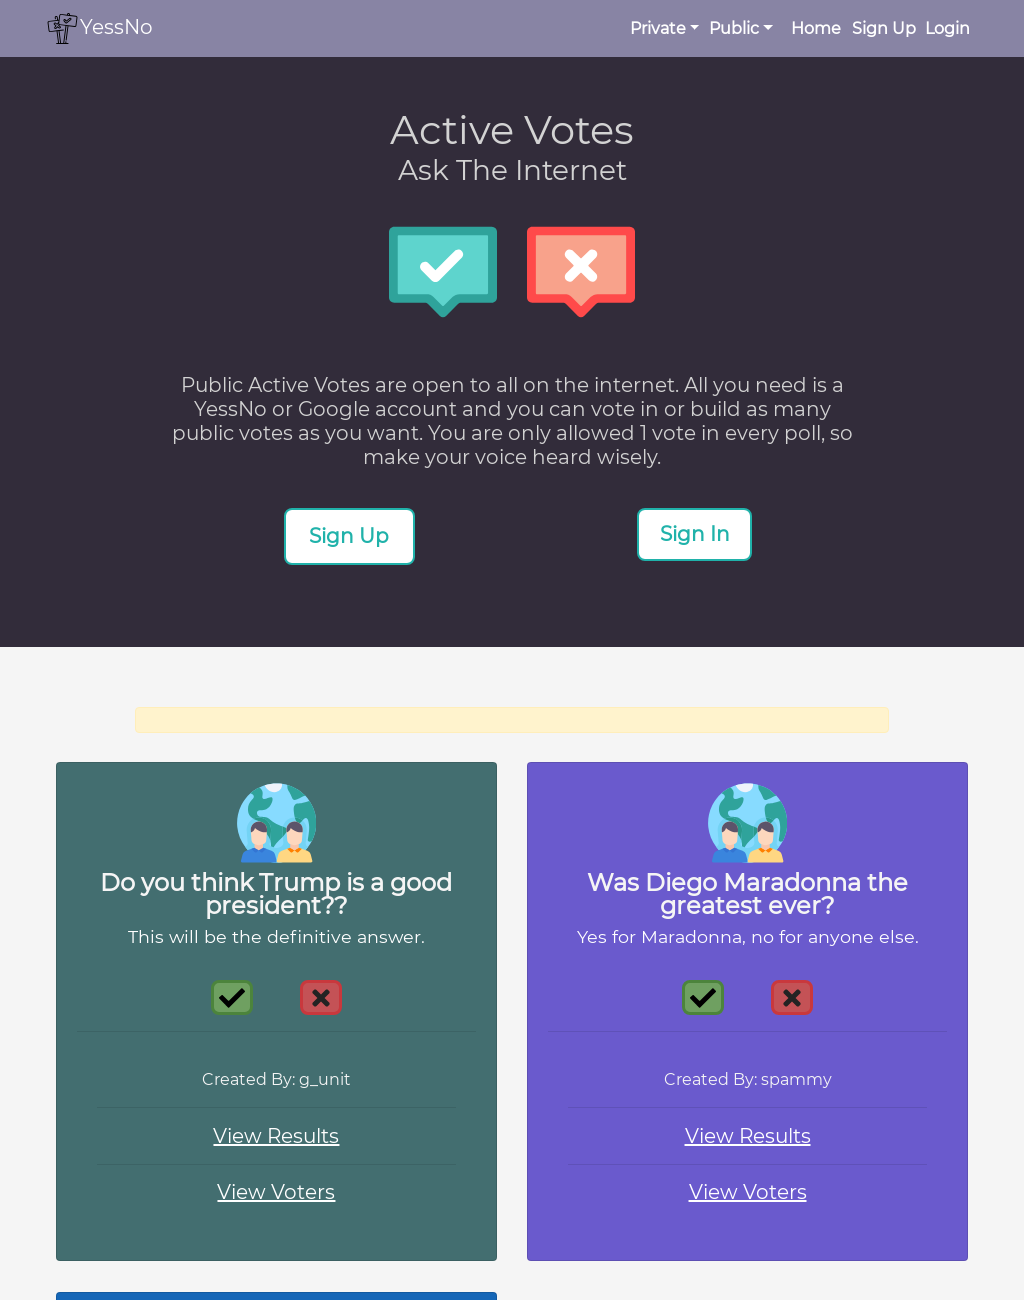 YessNo
Private Public Home Sign Up Login
Active Votes
Ask The Internet
Public Active Votes are open to all on the internet. All you need is a
YessNo or Google account and you can vote in or build as many
public votes as you want. You are only allowed 1 vote in every poll, so
make your voice heard wisely.
Sign Up
Sign In
Do you think Trump is a good
president??
This will be the definitive answer.
Created By: g_unit
View Results
View Voters
Was Diego Maradonna the
greatest ever?
Yes for Maradonna, no for anyone else.
Created By: spammy
View Results
View Voters